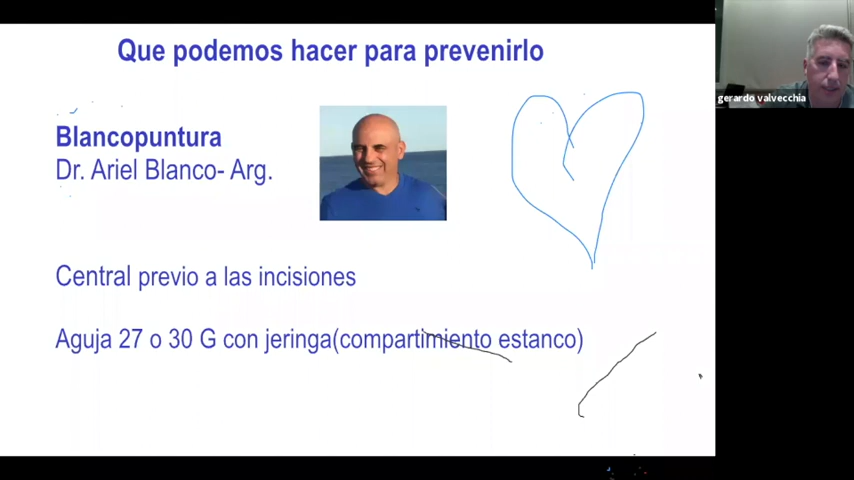 Que podemos hacer para prevenirlo
gerardo valvecchia
Blancopuntura
Dr. Ariel Blanco- Arg.
Central previo a las incisiones
Aguja 27 o 30 G con jeringa(compartimiento estanco)